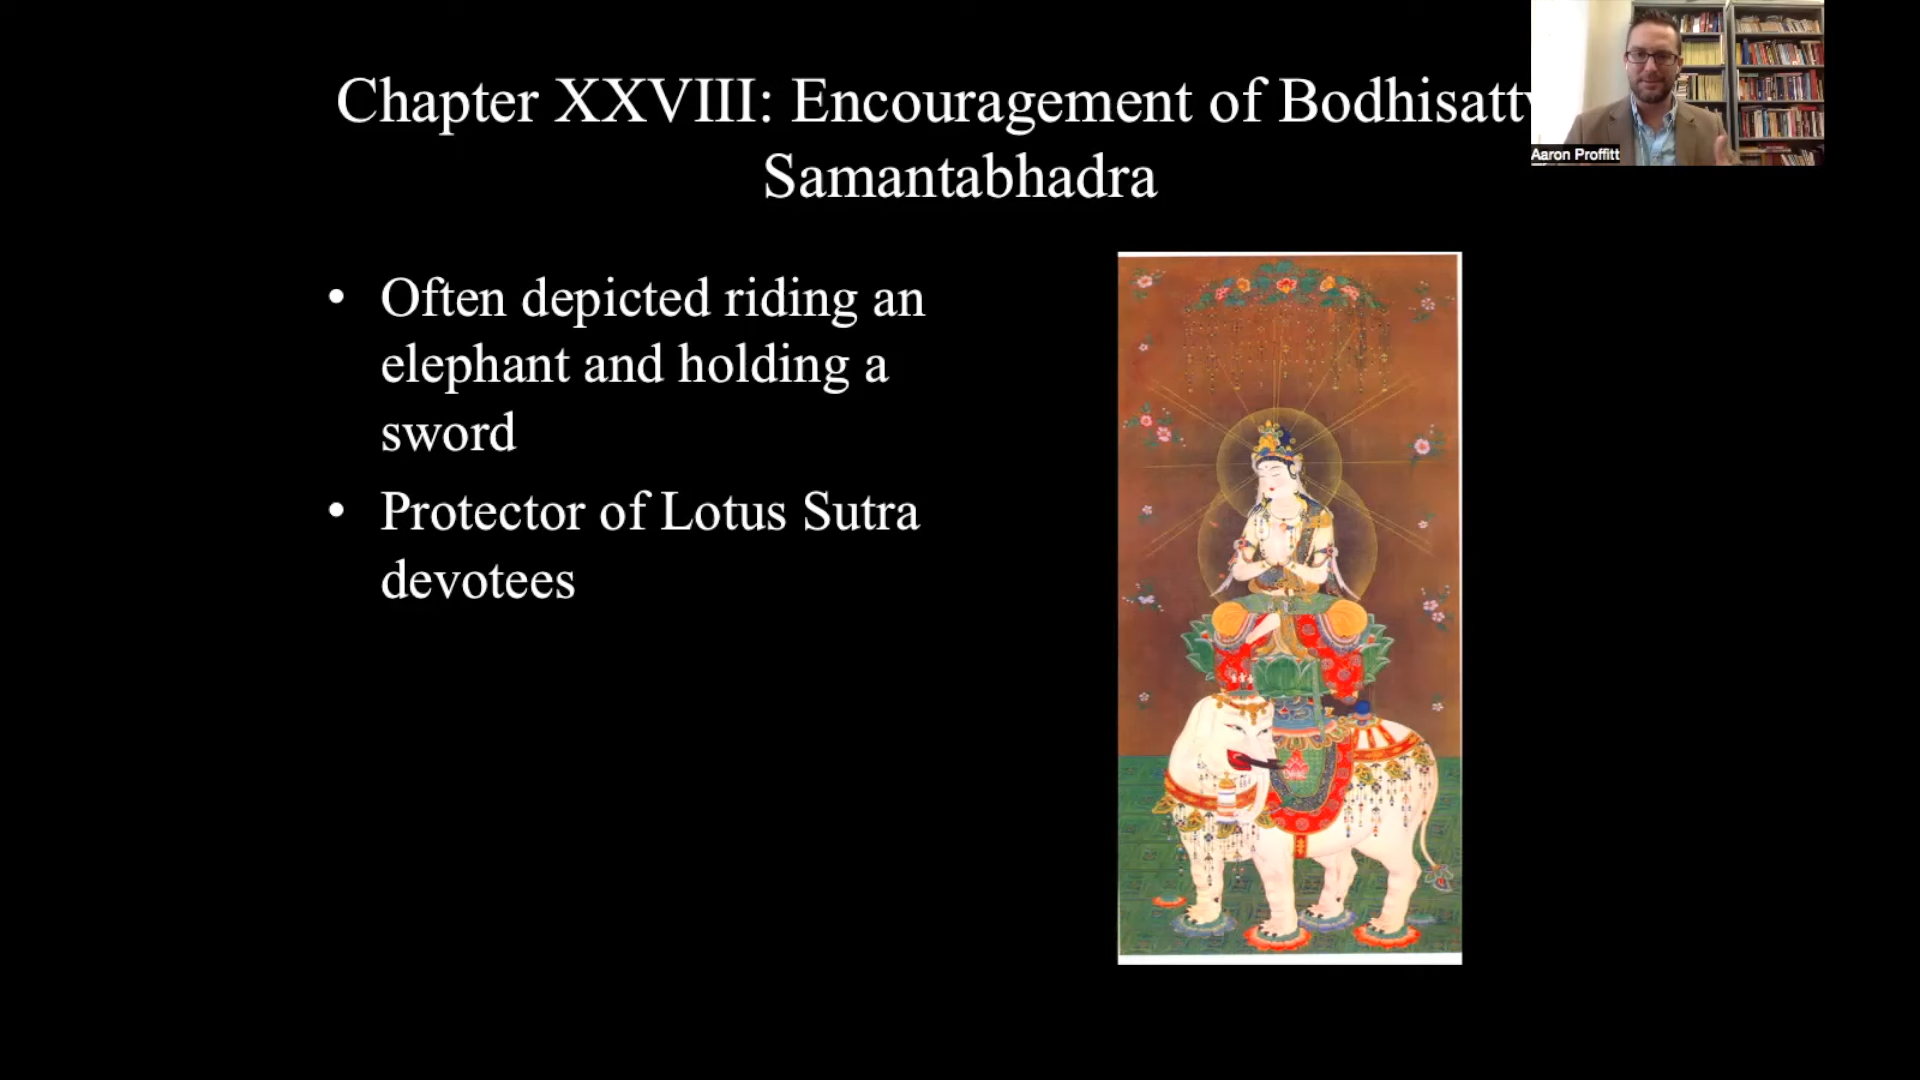 Chapter XXVIII: Encouragement of Bodhisatt
Samantabhadra
• Often depicted riding an
elephant and holding a
sword
• Protector of Lotus Sutra
devotees
Aaron Proffitt